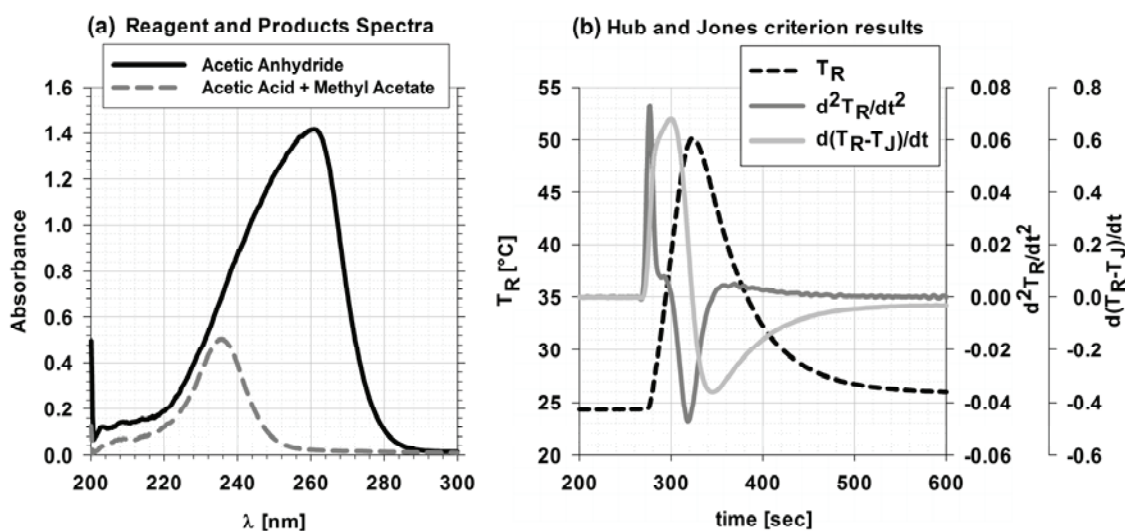 (a) Reagent and Products Spectra
Acetic Anhydride
Acetic Acid + Methyl Acetate
1.6
1.4
1.2
1.0
0.8
0.6
0.4
0.2
0.0
Absorbance
200 220 240 260 280 300
λ [nm]
(b) Hub and Jones criterion results
T_R
d²T_R/dt²
d(T_R-T_J)/dt
55
50
45
40
35
30
25
20
T_R [°C]
200 300 400 500 600
time [sec]
0.08
0.06
0.04
0.02
0.00
-0.02
-0.04
-0.06
d²T_R/dt²
0.8
0.6
0.4
0.2
0.0
-0.2
-0.4
-0.6
d(T_R-T_J)/dt